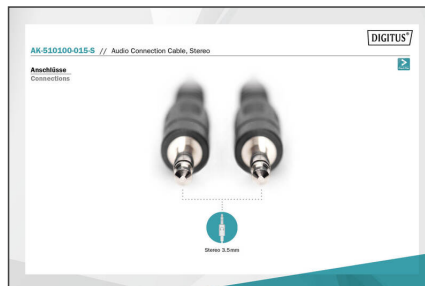 DIGITUS®
AK-510100-015-S // Audio Connection Cable, Stereo
Anschlüsse
Connections
Stereo 3.5mm